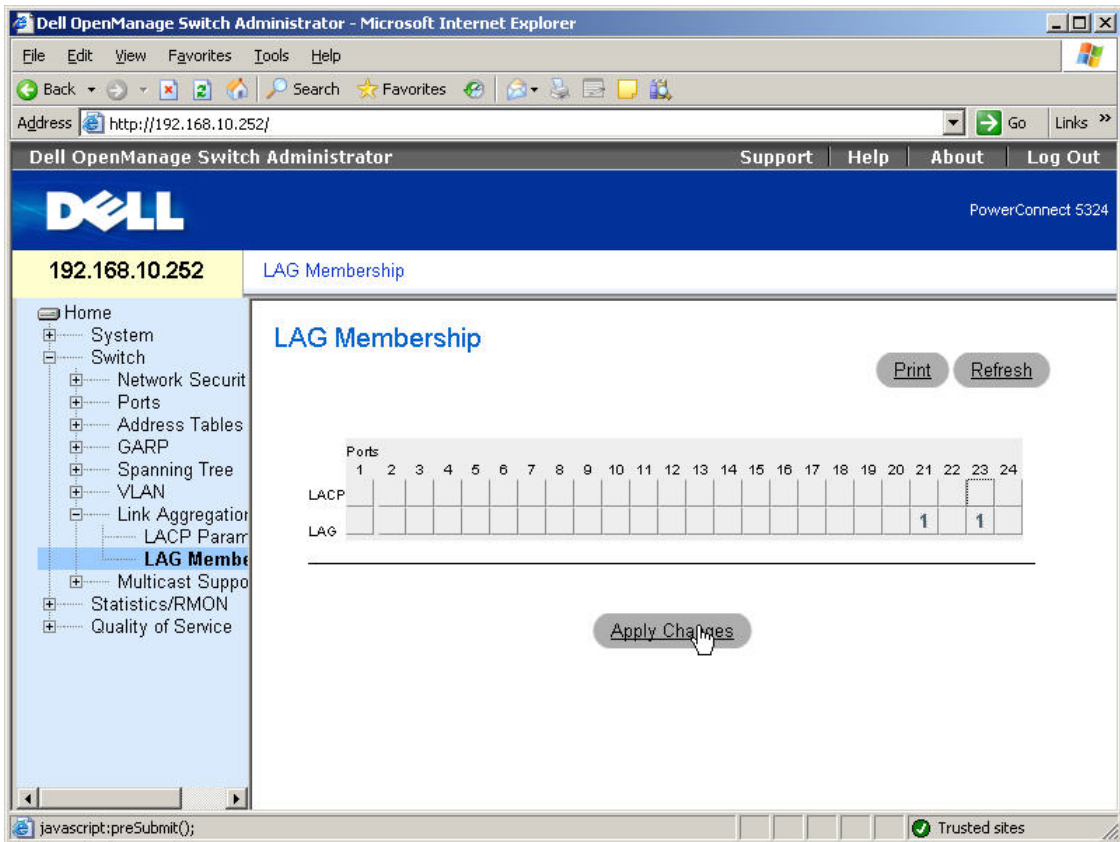 Dell OpenManage Switch Administrator - Microsoft Internet Explorer
File Edit View Favorites Tools Help
Back Search Favorites
Address http://192.168.10.252/ Go Links »
Dell OpenManage Switch Administrator Support Help About Log Out
DELL PowerConnect 5324
192.168.10.252 LAG Membership
Home
System
Switch
Network Securit
Ports
Address Tables
GARP
Spanning Tree
VLAN
Link Aggregation
LACP Param
LAG Membe
Multicast Suppo
Statistics/RMON
Quality of Service
LAG Membership
Print Refresh
Ports
1 2 3 4 5 6 7 8 9 10 11 12 13 14 15 16 17 18 19 20 21 22 23 24
LACP
LAG 1 1
Apply Changes
javascript:preSubmit(); Trusted sites